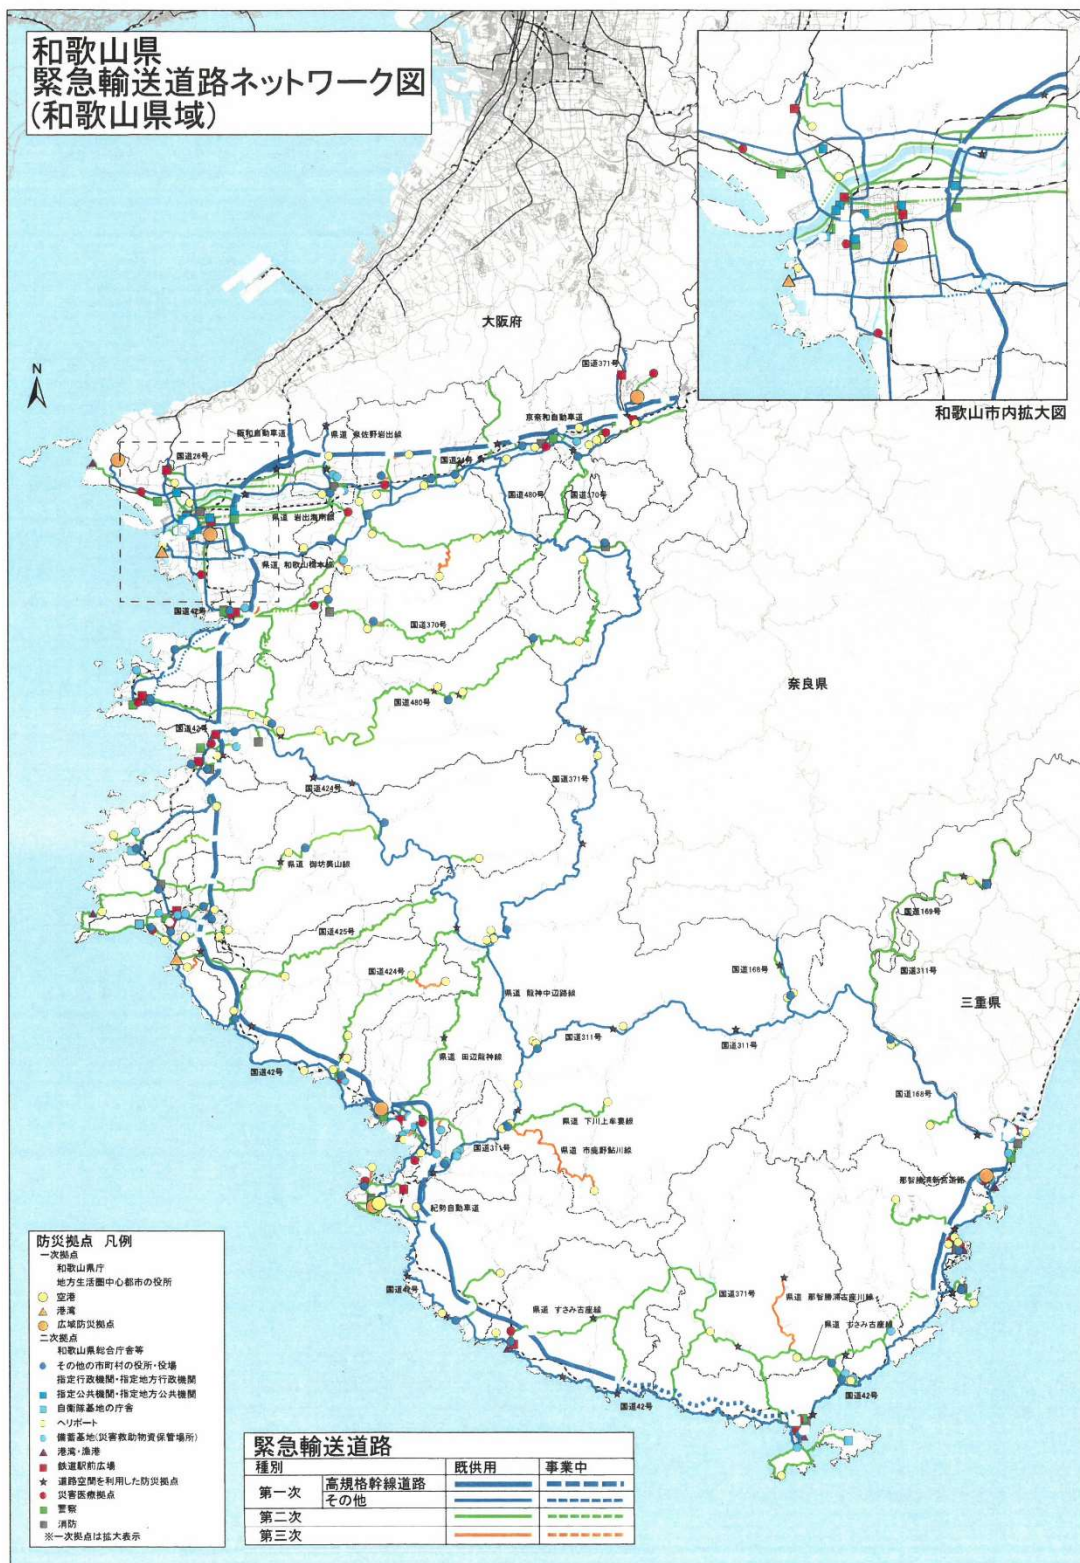 和歌山県
緊急輸送道路ネットワーク図
(和歌山県域)
和歌山市内拡大図
N
大阪府
国道371号
京奈和自動車道
阪和自動車道
県道 泉佐野岩出線
国道26号
国道24号
国道480号
国道370号
県道 岩出海南線
県道 和歌山橋本線
国道42号
国道370号
奈良県
国道480号
国道42号
国道371号
国道424号
県道 御坊美山線
国道169号
国道425号
国道311号
国道424号
国道168号
県道 龍神中辺路線
三重県
国道311号
国道311号
県道 田辺龍神線
国道42号
国道168号
県道 下川上牟婁線
国道311号
県道 市鹿野鮎川線
那智勝浦新宮道路
紀勢自動車道
国道42号
国道371号
県道 那智勝浦古座川線
県道 すさみ古座線
県道 すさみ古座線
国道42号
国道42号
防災拠点 凡例
一次拠点
和歌山県庁
地方生活圏中心都市の役所
空港
港湾
広域防災拠点
二次拠点
和歌山県総合庁舎等
その他の市町村の役所・役場
指定行政機関・指定地方行政機関
指定公共機関・指定地方公共機関
自衛隊基地の庁舎
ヘリポート
備蓄基地(災害救助物資保管場所)
港湾・漁港
鉄道駅前広場
道路空間を利用した防災拠点
災害医療拠点
警察
消防
※一次拠点は拡大表示
緊急輸送道路
種別 既供用 事業中
第一次 高規格幹線道路
その他
第二次
第三次